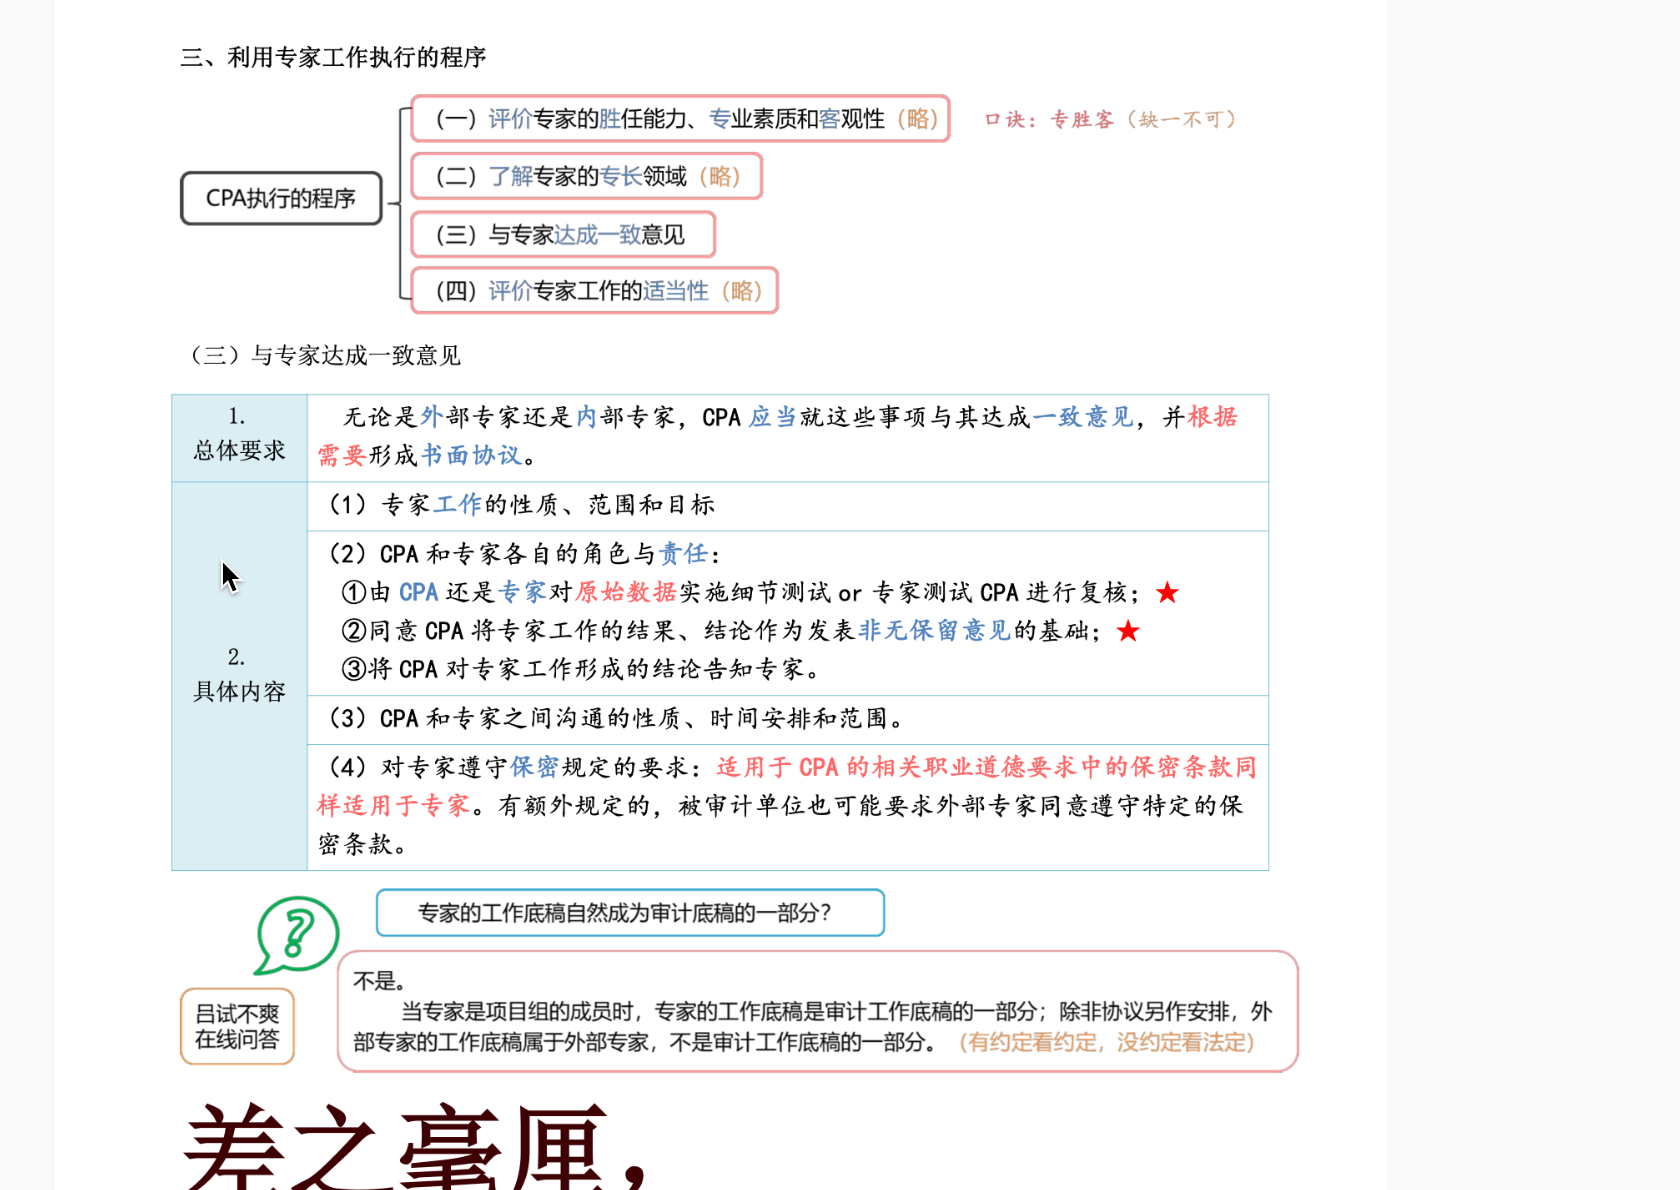 三、利用专家工作执行的程序
（一）评价专家的胜任能力、专业素质和客观性（略）
口诀：专胜客（缺一不可）
（二）了解专家的专长领域（略）
CPA执行的程序
（三）与专家达成一致意见
（四）评价专家工作的适当性（略）
（三）与专家达成一致意见
1.
总体要求
无论是外部专家还是内部专家，CPA 应当就这些事项与其达成一致意见，并根据
需要形成书面协议。
2.
具体内容
（1）专家工作的性质、范围和目标
（2）CPA 和专家各自的角色与责任：
①由 CPA 还是专家对原始数据实施细节测试 or 专家测试 CPA 进行复核；★
②同意 CPA 将专家工作的结果、结论作为发表非无保留意见的基础；★
③将 CPA 对专家工作形成的结论告知专家。
（3）CPA 和专家之间沟通的性质、时间安排和范围。
（4）对专家遵守保密规定的要求：适用于 CPA 的相关职业道德要求中的保密条款同
样适用于专家。有额外规定的，被审计单位也可能要求外部专家同意遵守特定的保
密条款。
专家的工作底稿自然成为审计底稿的一部分？
?
吕试不爽
在线问答
不是。
当专家是项目组的成员时，专家的工作底稿是审计工作底稿的一部分；除非协议另作安排，外
部专家的工作底稿属于外部专家，不是审计工作底稿的一部分。（有约定看约定，没约定看法定）
差之毫厘，